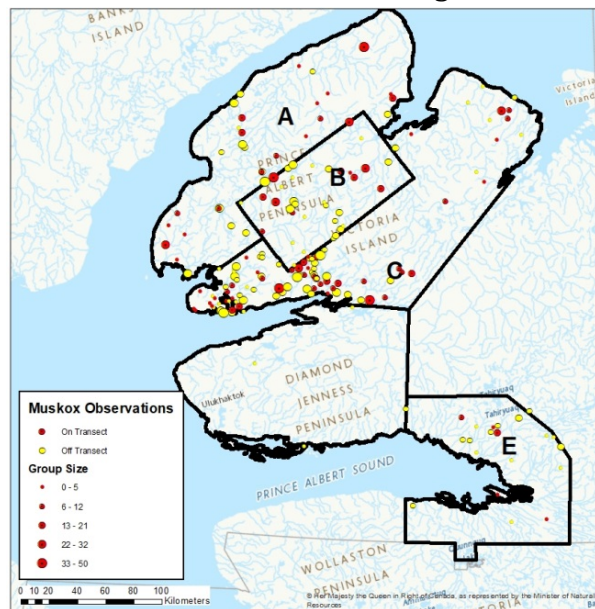 BANKS
ISLAND
Victoria
Island
A
PRINCE
ALBERT
PENINSULA
B
VICTORIA
ISLAND
C
DIAMOND
JENNESS
PENINSULA
Ulukhaktok
Tahiryuaq
Tahiryuaq
E
PRINCE ALBERT SOUND
WOLLASTON
PENINSULA
Muskox Observations
On Transect
Off Transect
Group Size
0 - 5
6 - 12
13 - 21
22 - 32
33 - 50
0 10 20 40 60 80 100
Kilometers
© Her Majesty the Queen in Right of Canada, as represented by the Minister of Natural
Resources